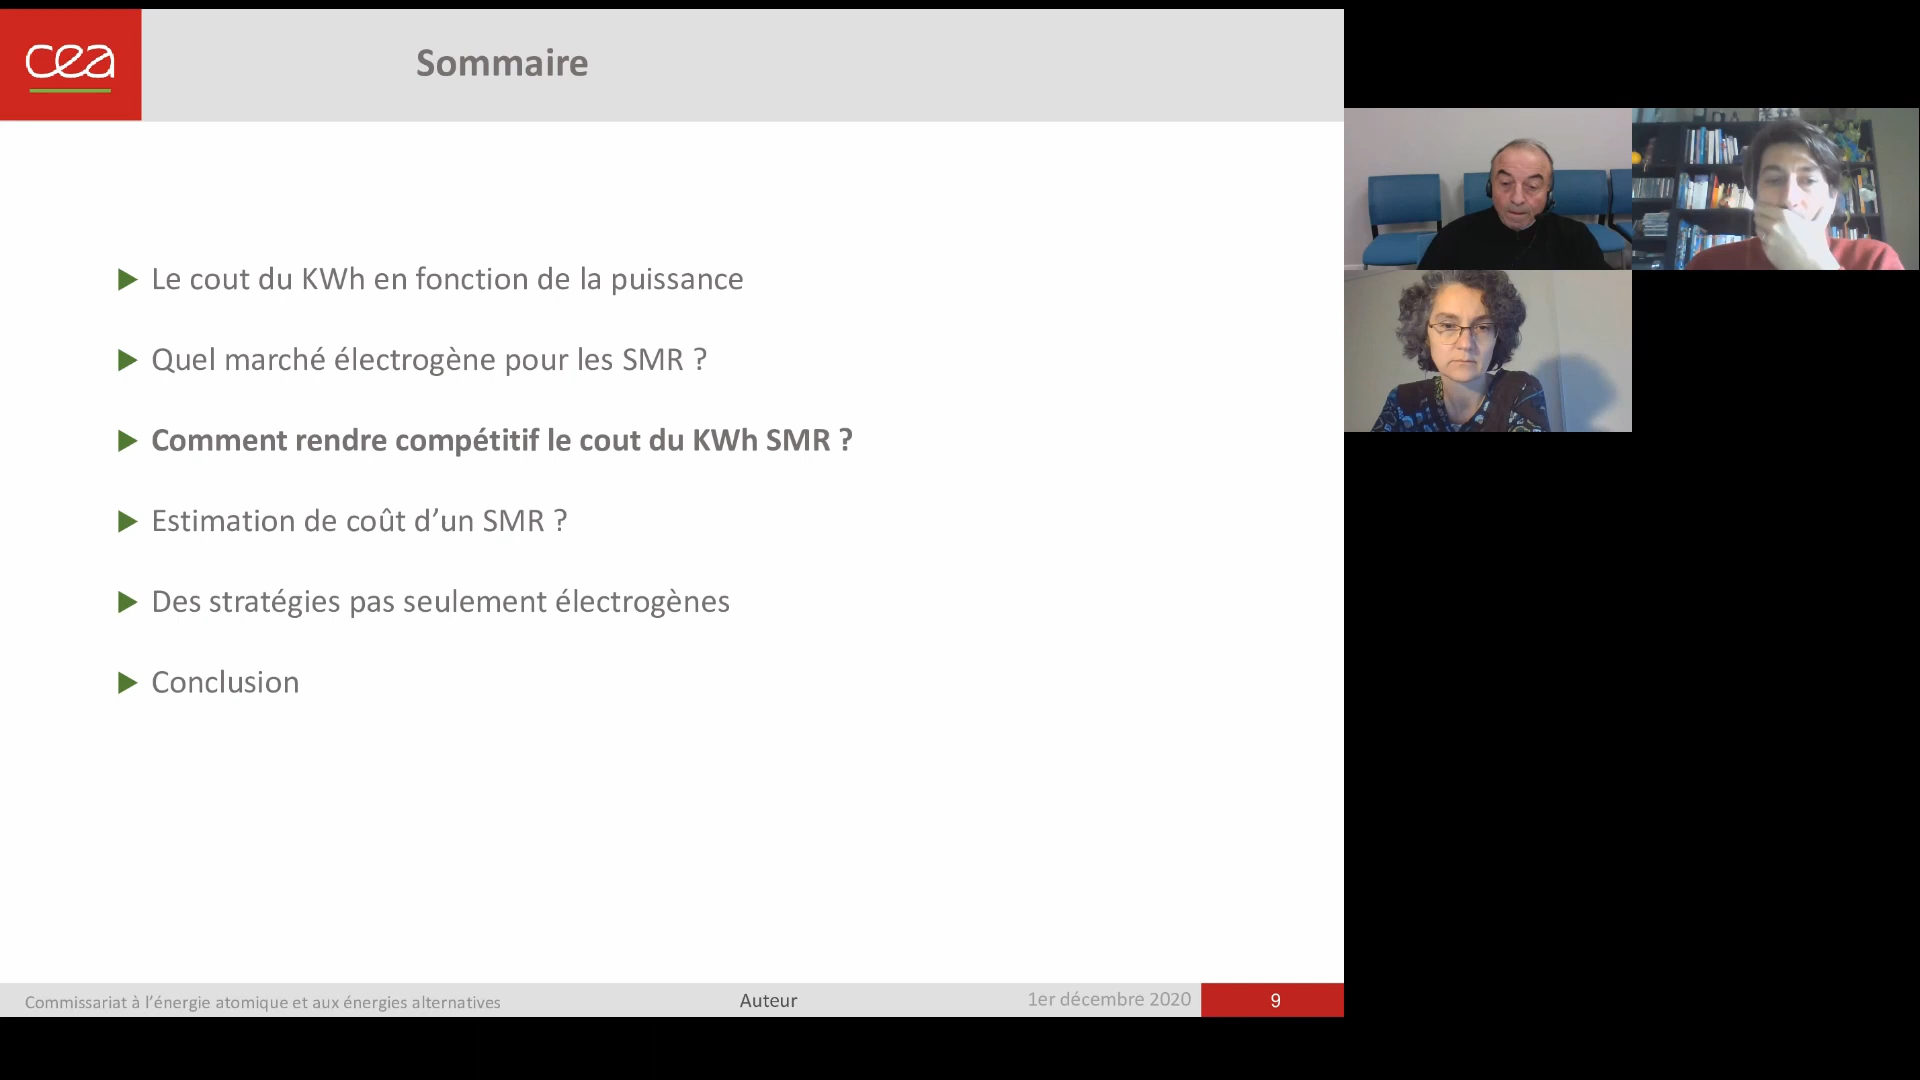 cea
Sommaire
Le cout du KWh en fonction de la puissance
Quel marché électrogène pour les SMR ?
Comment rendre compétitif le cout du KWh SMR ?
Estimation de coût d’un SMR ?
Des stratégies pas seulement électrogènes
Conclusion
Commissariat à l’énergie atomique et aux énergies alternatives
Auteur
1er décembre 2020
9